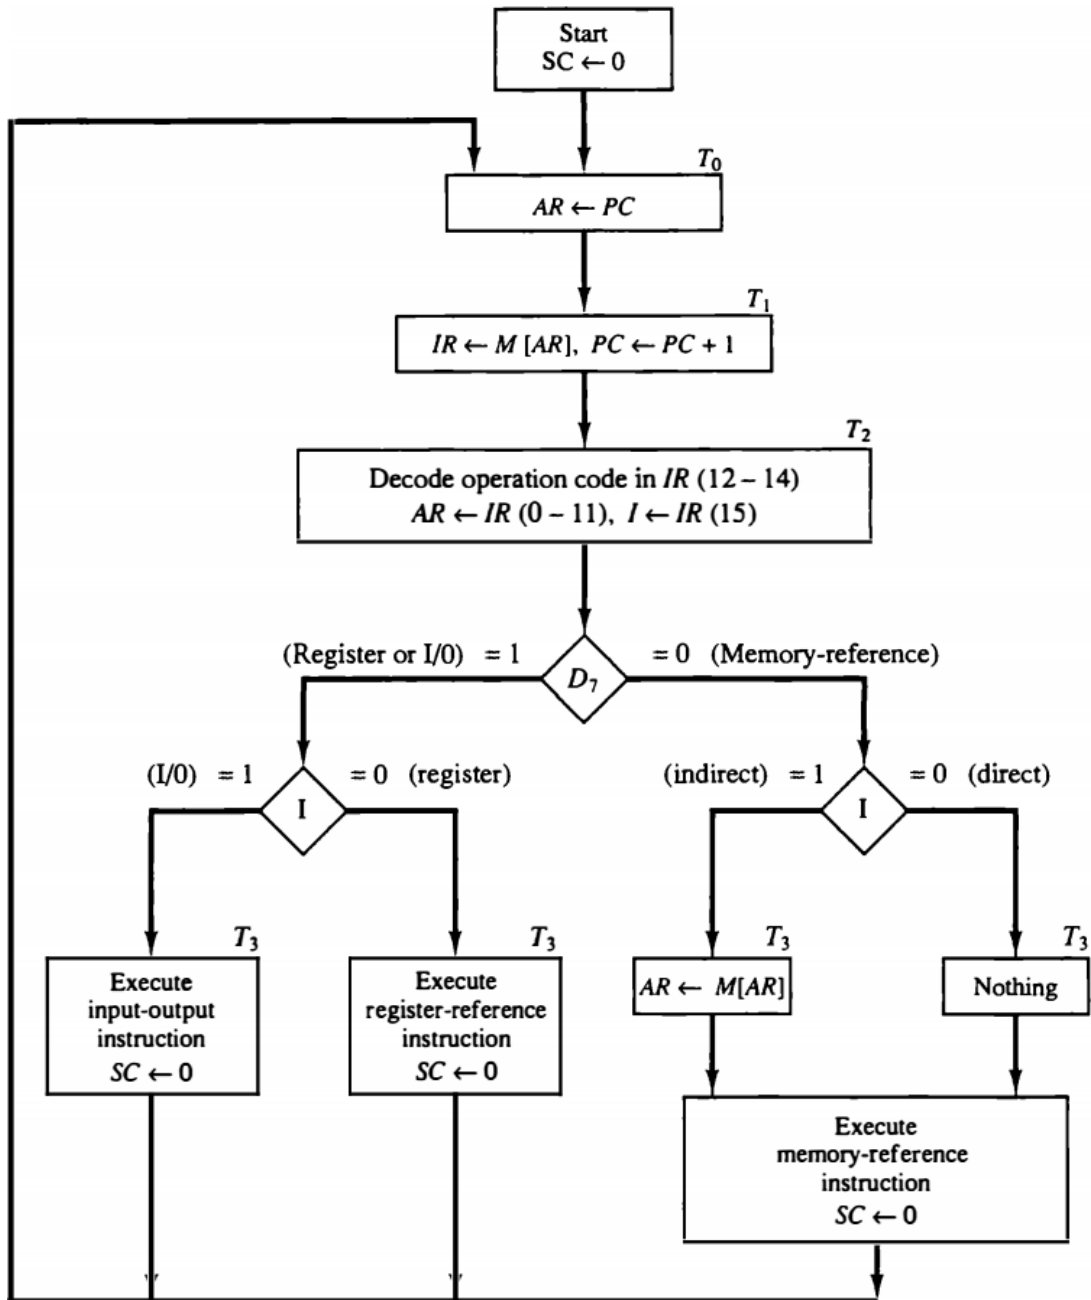 Start
SC ← 0
T₀
AR ← PC
T₁
IR ← M [AR], PC ← PC + 1
T₂
Decode operation code in IR (12 – 14)
AR ← IR (0 – 11), I ← IR (15)
(Register or I/0) = 1
= 0 (Memory-reference)
D₇
(I/0) = 1
= 0 (register)
I
(indirect) = 1
= 0 (direct)
I
T₃
Execute
input-output
instruction
SC ← 0
T₃
Execute
register-reference
instruction
SC ← 0
T₃
AR ← M[AR]
T₃
Nothing
Execute
memory-reference
instruction
SC ← 0